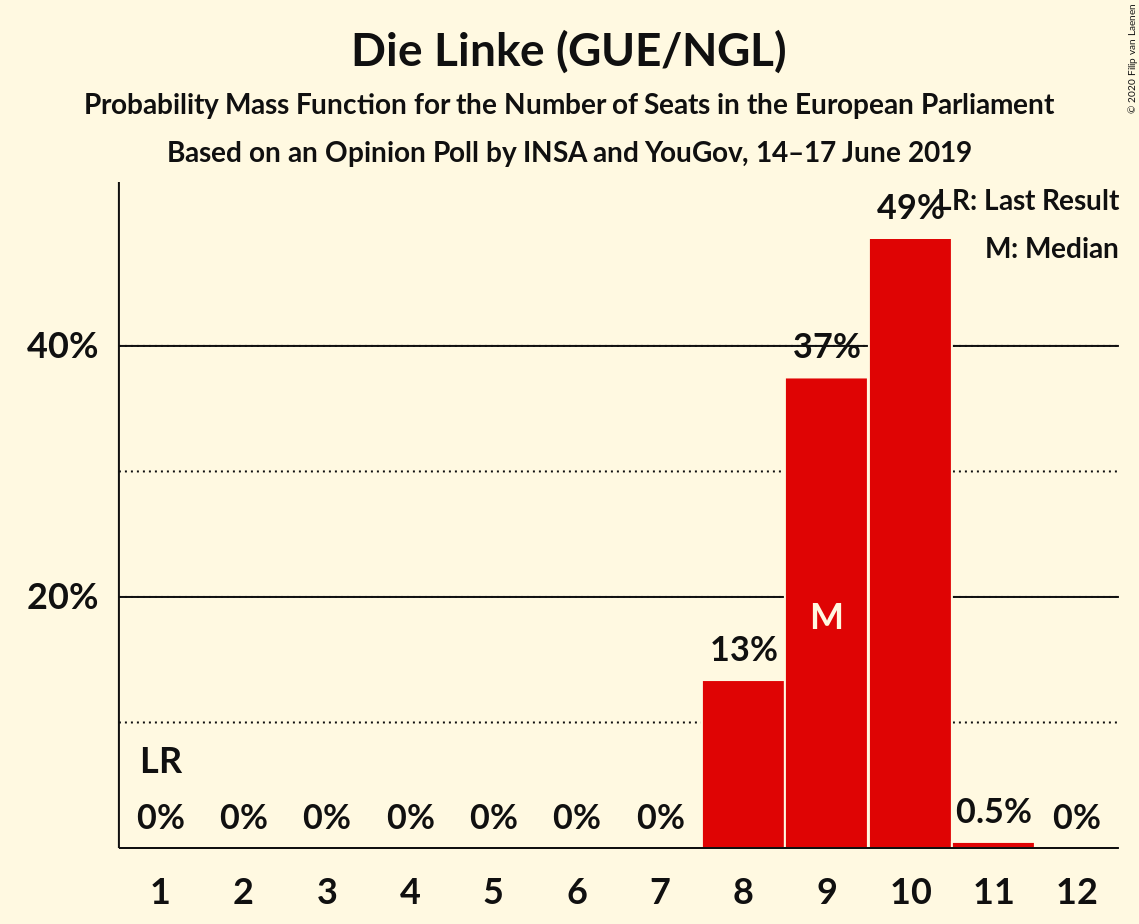 Die Linke (GUE/NGL)
Probability Mass Function for the Number of Seats in the European Parliament
Based on an Opinion Poll by INSA and YouGov, 14–17 June 2019
© 2020 Filip van Laenen
LR: Last Result
M: Median
49%
40%
37%
20%
M
13%
LR
0% 0% 0% 0% 0% 0% 0% 0.5% 0%
1 2 3 4 5 6 7 8 9 10 11 12